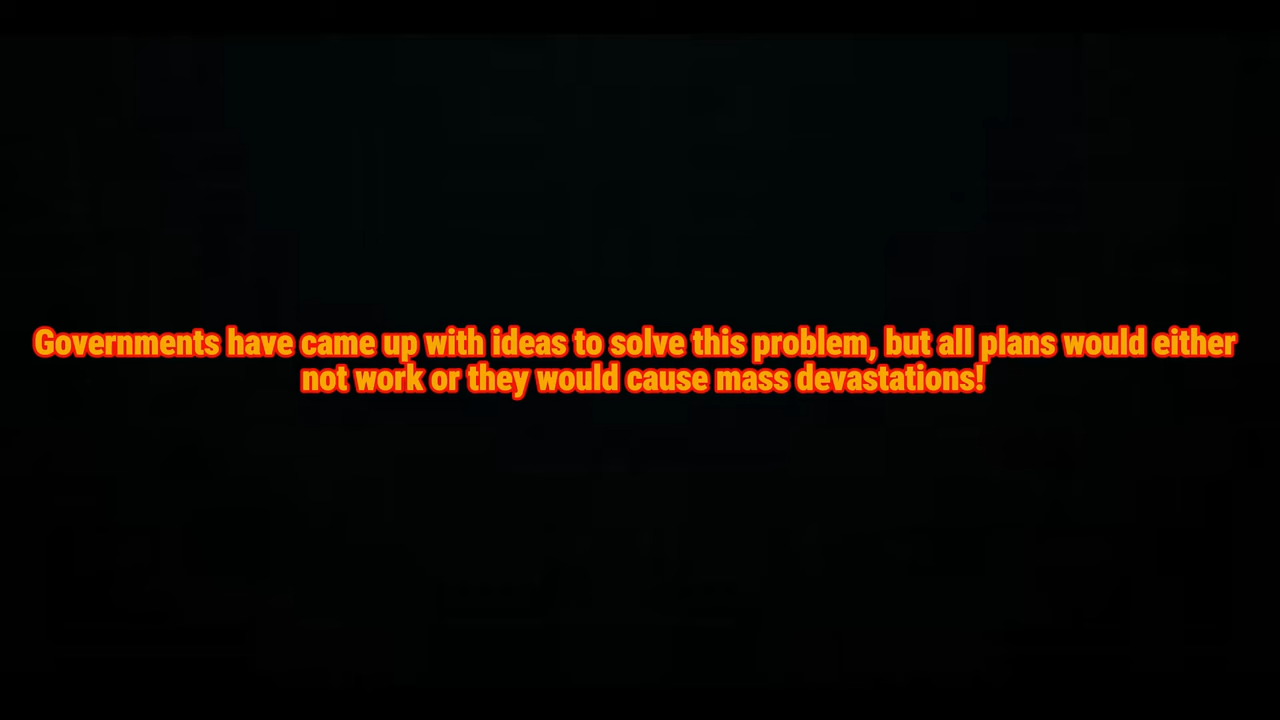 Governments have came up with ideas to solve this problem, but all plans would either
not work or they would cause mass devastations!